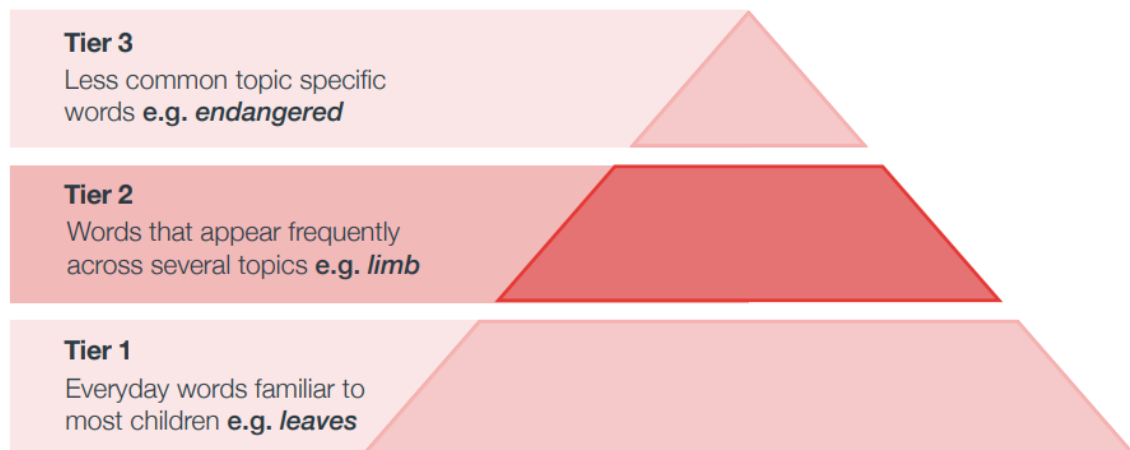 Tier 3
Less common topic specific
words e.g. endangered
Tier 2
Words that appear frequently
across several topics e.g. limb
Tier 1
Everyday words familiar to
most children e.g. leaves